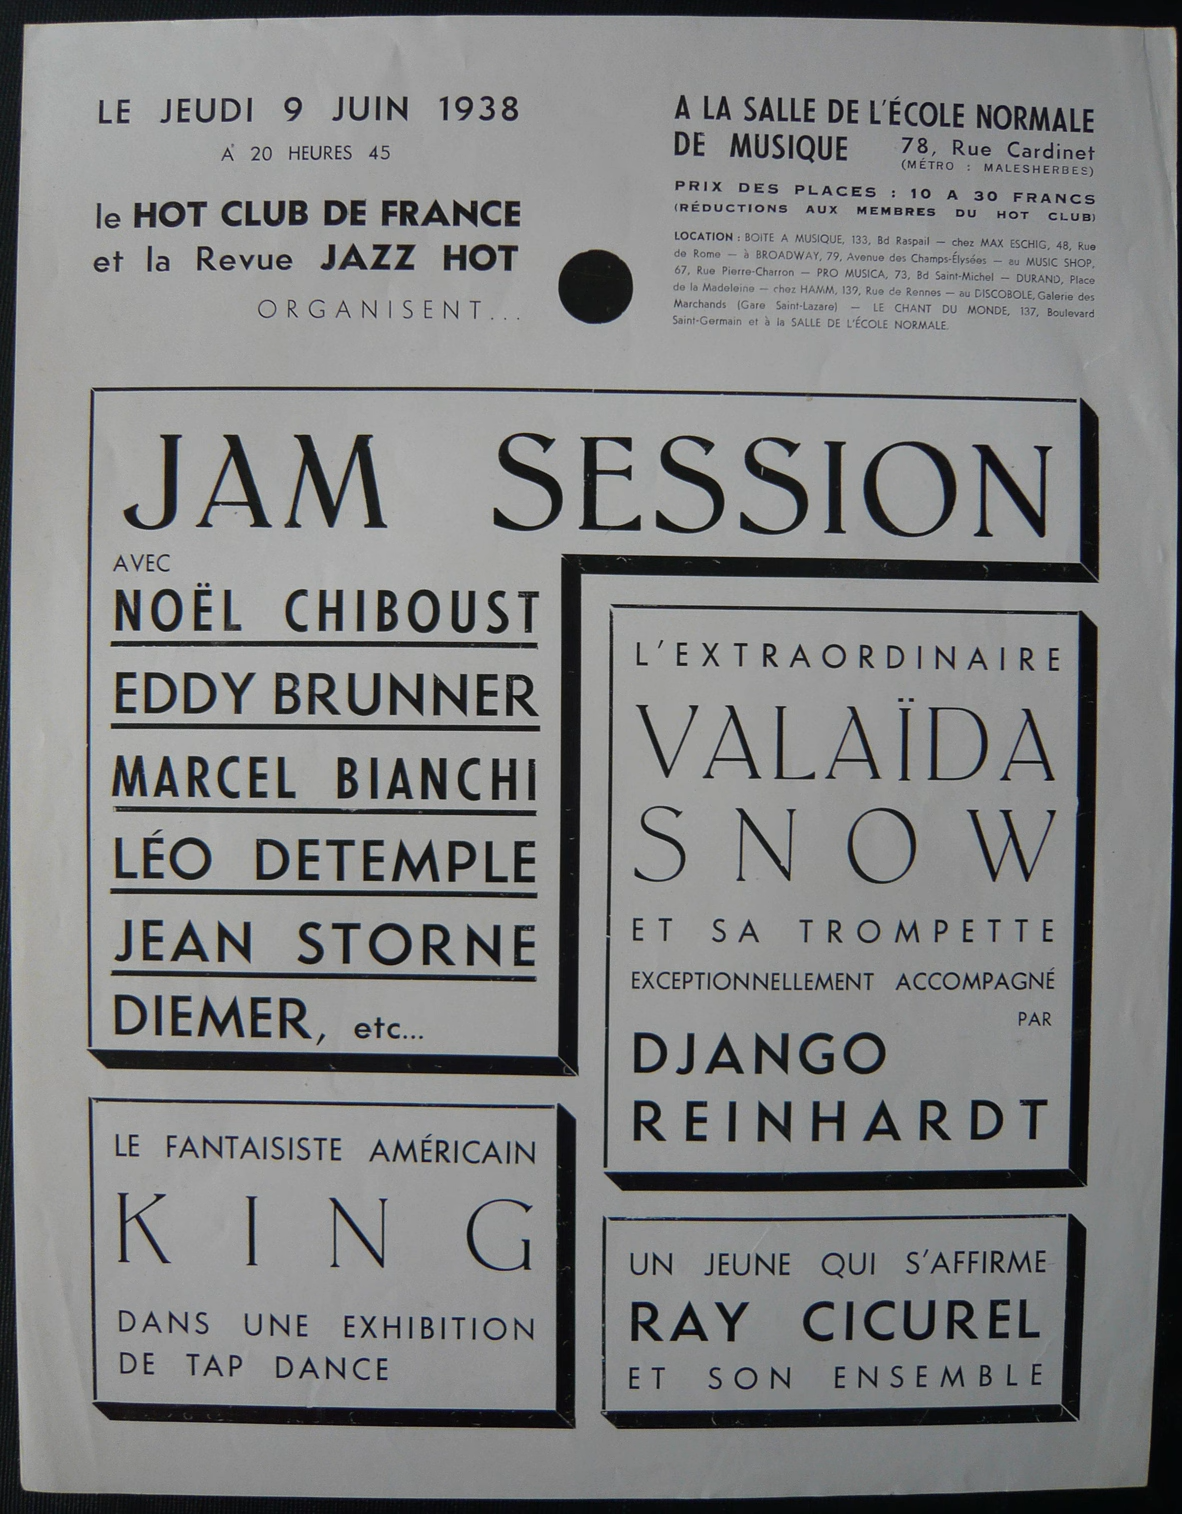 LE JEUDI 9 JUIN 1938
A 20 HEURES 45
le HOT CLUB DE FRANCE
et la Revue JAZZ HOT
ORGANISENT...
A LA SALLE DE L'ÉCOLE NORMALE
DE MUSIQUE 78, Rue Cardinet
(MÉTRO : MALESHERBES)
PRIX DES PLACES : 10 A 30 FRANCS
(RÉDUCTIONS AUX MEMBRES DU HOT CLUB)
LOCATION : BOITE A MUSIQUE, 133, Bd Raspail — chez MAX ESCHIG, 48, Rue
de Rome — à BROADWAY, 79, Avenue des Champs-Élysées — au MUSIC SHOP,
67, Rue Pierre-Charron — PRO MUSICA, 73, Bd Saint-Michel — DURAND, Place
de la Madeleine — chez HAMM, 139, Rue de Rennes — au DISCOBOLE, Galerie des
Marchands (Gare Saint-Lazare) — LE CHANT DU MONDE, 137, Boulevard
Saint-Germain et à la SALLE DE L'ÉCOLE NORMALE.
JAM SESSION
AVEC
NOËL CHIBOUST
EDDY BRUNNER
MARCEL BIANCHI
LÉO DETEMPLE
JEAN STORNE
DIEMER, etc...
L'EXTRAORDINAIRE
VALAÏDA
SNOW
ET SA TROMPETTE
EXCEPTIONNELLEMENT ACCOMPAGNÉ
PAR
DJANGO
REINHARDT
LE FANTAISISTE AMÉRICAIN
KING
DANS UNE EXHIBITION
DE TAP DANCE
UN JEUNE QUI S'AFFIRME
RAY CICUREL
ET SON ENSEMBLE